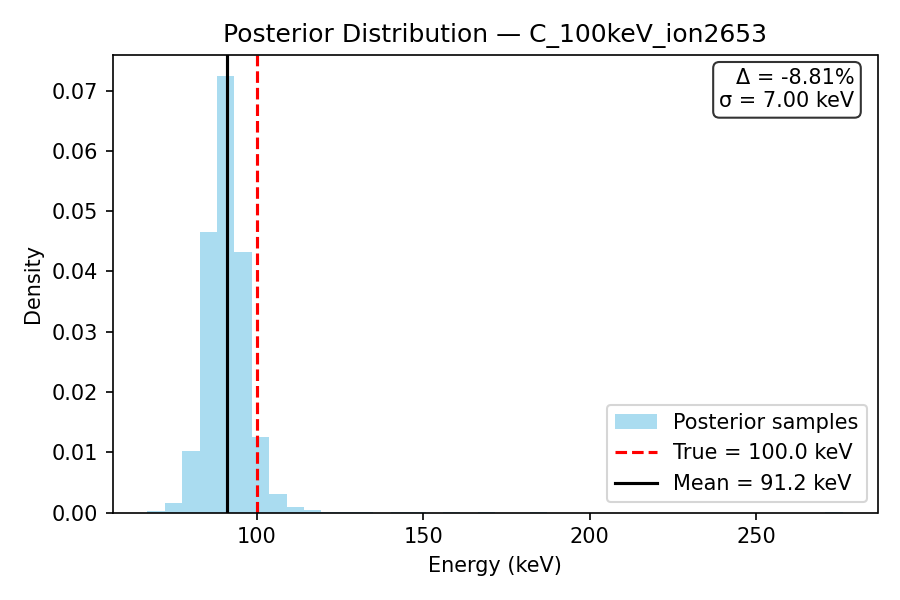 Posterior Distribution — C_100keV_ion2653
Δ = -8.81%
σ = 7.00 keV
Density
0.07
0.06
0.05
0.04
0.03
0.02
0.01
0.00
Posterior samples
True = 100.0 keV
Mean = 91.2 keV
100
150
200
250
Energy (keV)